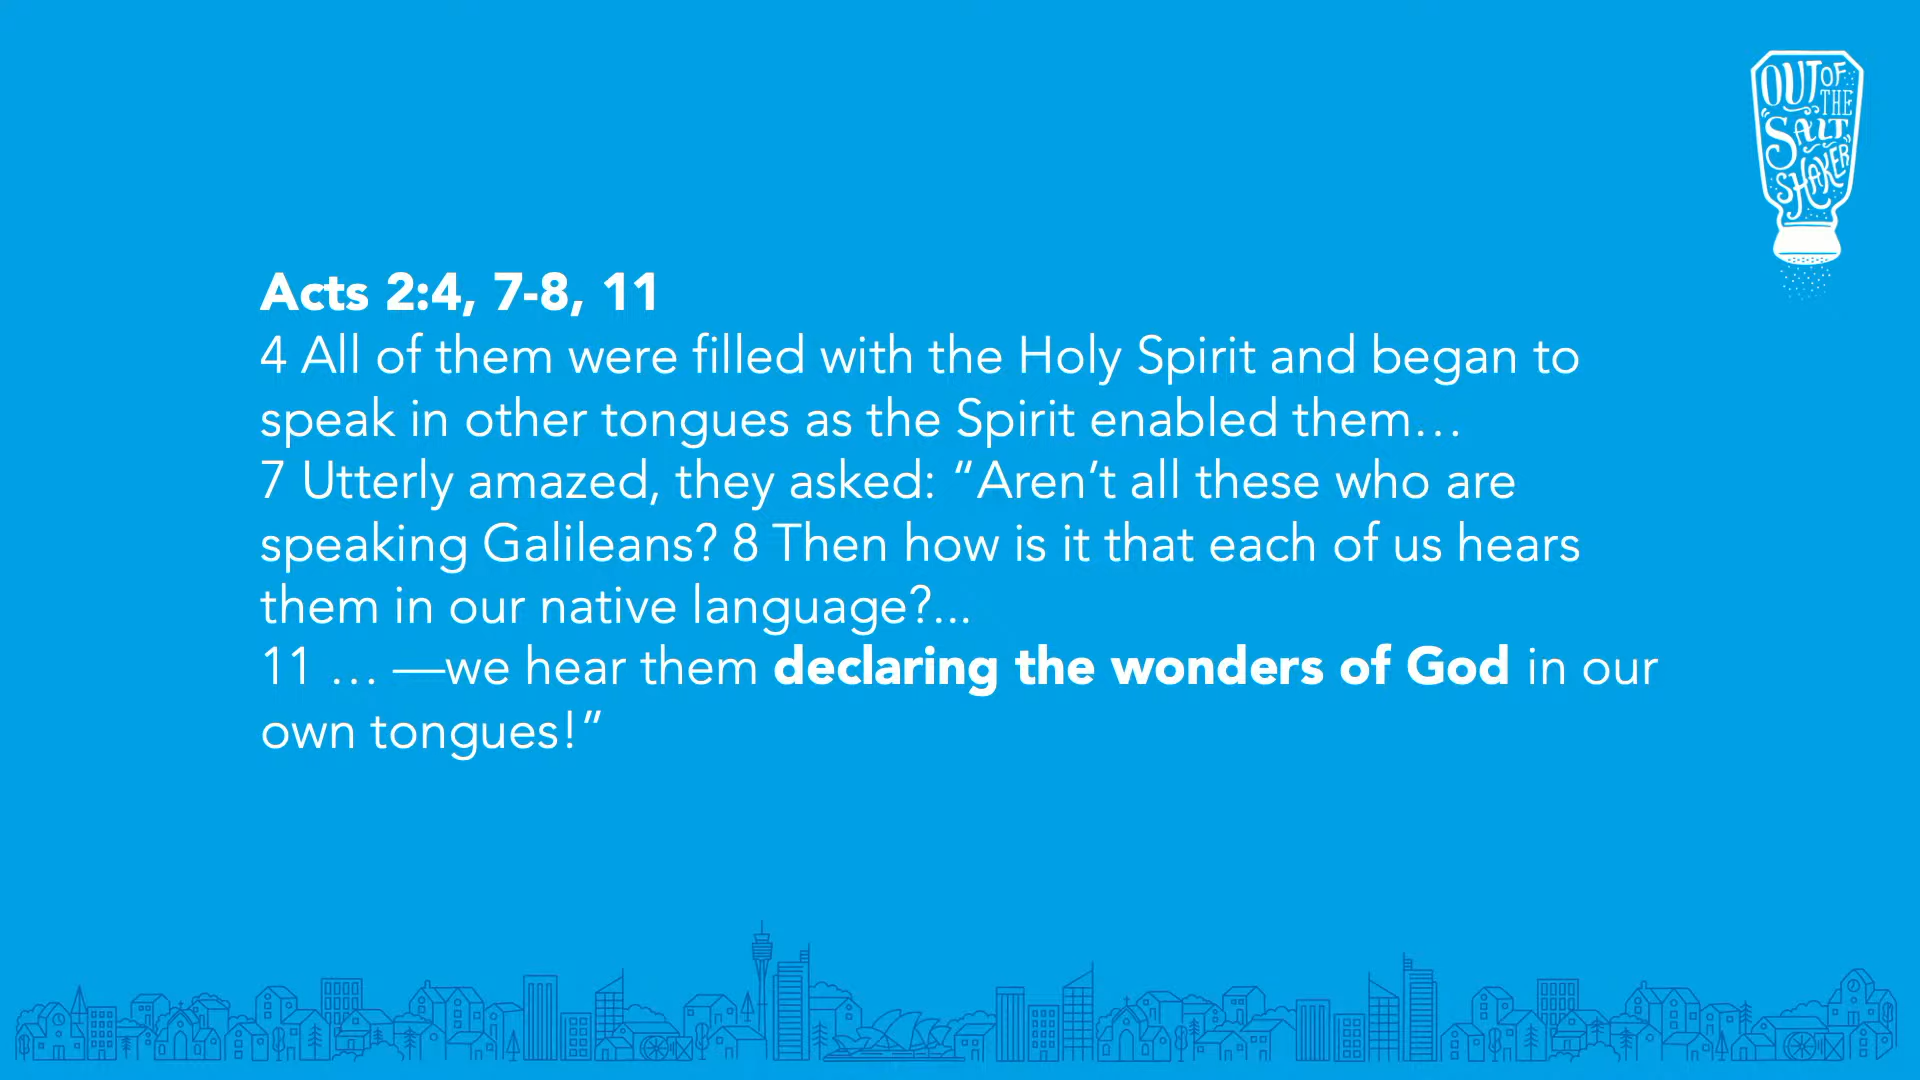 OUT OF
THE
SALT
SHAKER
Acts 2:4, 7-8, 11
4 All of them were filled with the Holy Spirit and began to
speak in other tongues as the Spirit enabled them…
7 Utterly amazed, they asked: “Aren’t all these who are
speaking Galileans? 8 Then how is it that each of us hears
them in our native language?...
11 … —we hear them declaring the wonders of God in our
own tongues!”